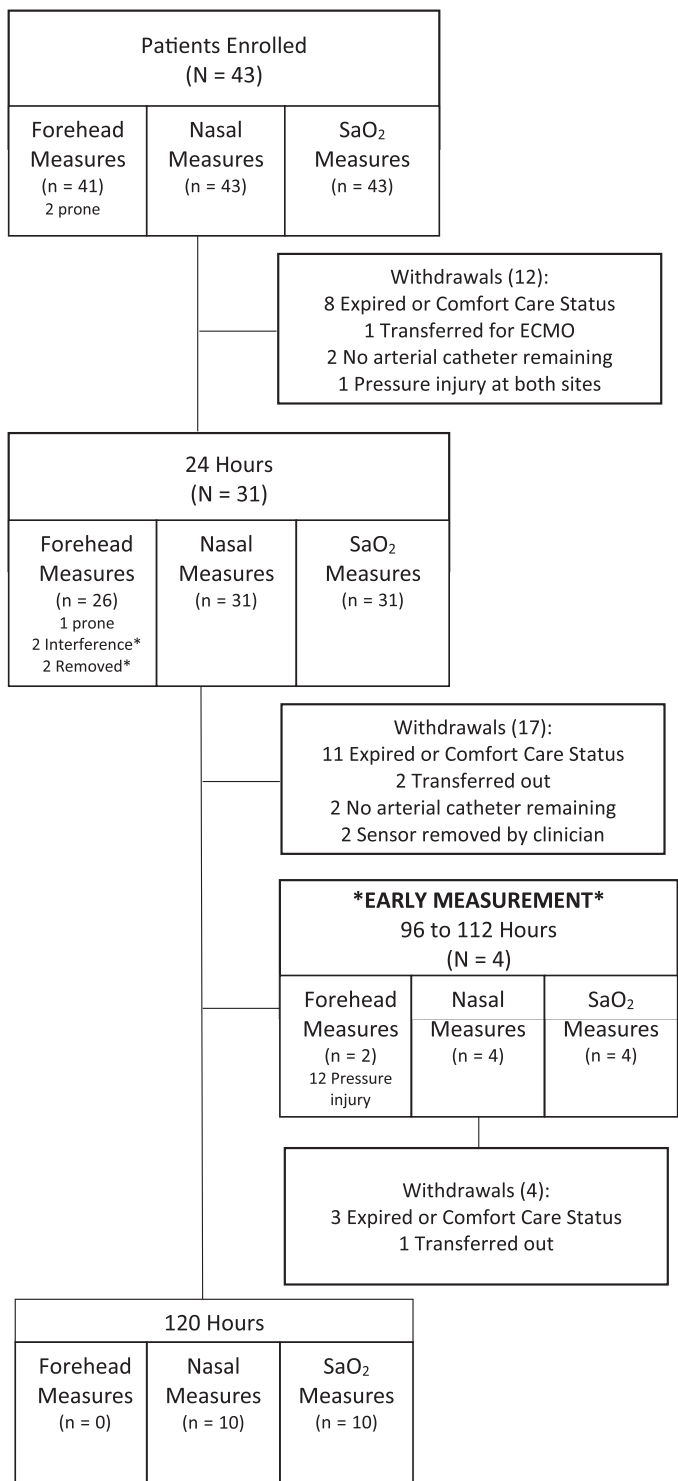 Patients Enrolled
(N = 43)
Forehead
Measures
(n = 41)
2 prone
Nasal
Measures
(n = 43)
SaO₂
Measures
(n = 43)
Withdrawals (12):
8 Expired or Comfort Care Status
1 Transferred for ECMO
2 No arterial catheter remaining
1 Pressure injury at both sites
24 Hours
(N = 31)
Forehead
Measures
(n = 26)
1 prone
2 Interference*
2 Removed*
Nasal
Measures
(n = 31)
SaO₂
Measures
(n = 31)
Withdrawals (17):
11 Expired or Comfort Care Status
2 Transferred out
2 No arterial catheter remaining
2 Sensor removed by clinician
*EARLY MEASUREMENT*
96 to 112 Hours
(N = 4)
Forehead
Measures
(n = 2)
12 Pressure
injury
Nasal
Measures
(n = 4)
SaO₂
Measures
(n = 4)
Withdrawals (4):
3 Expired or Comfort Care Status
1 Transferred out
120 Hours
Forehead
Measures
(n = 0)
Nasal
Measures
(n = 10)
SaO₂
Measures
(n = 10)